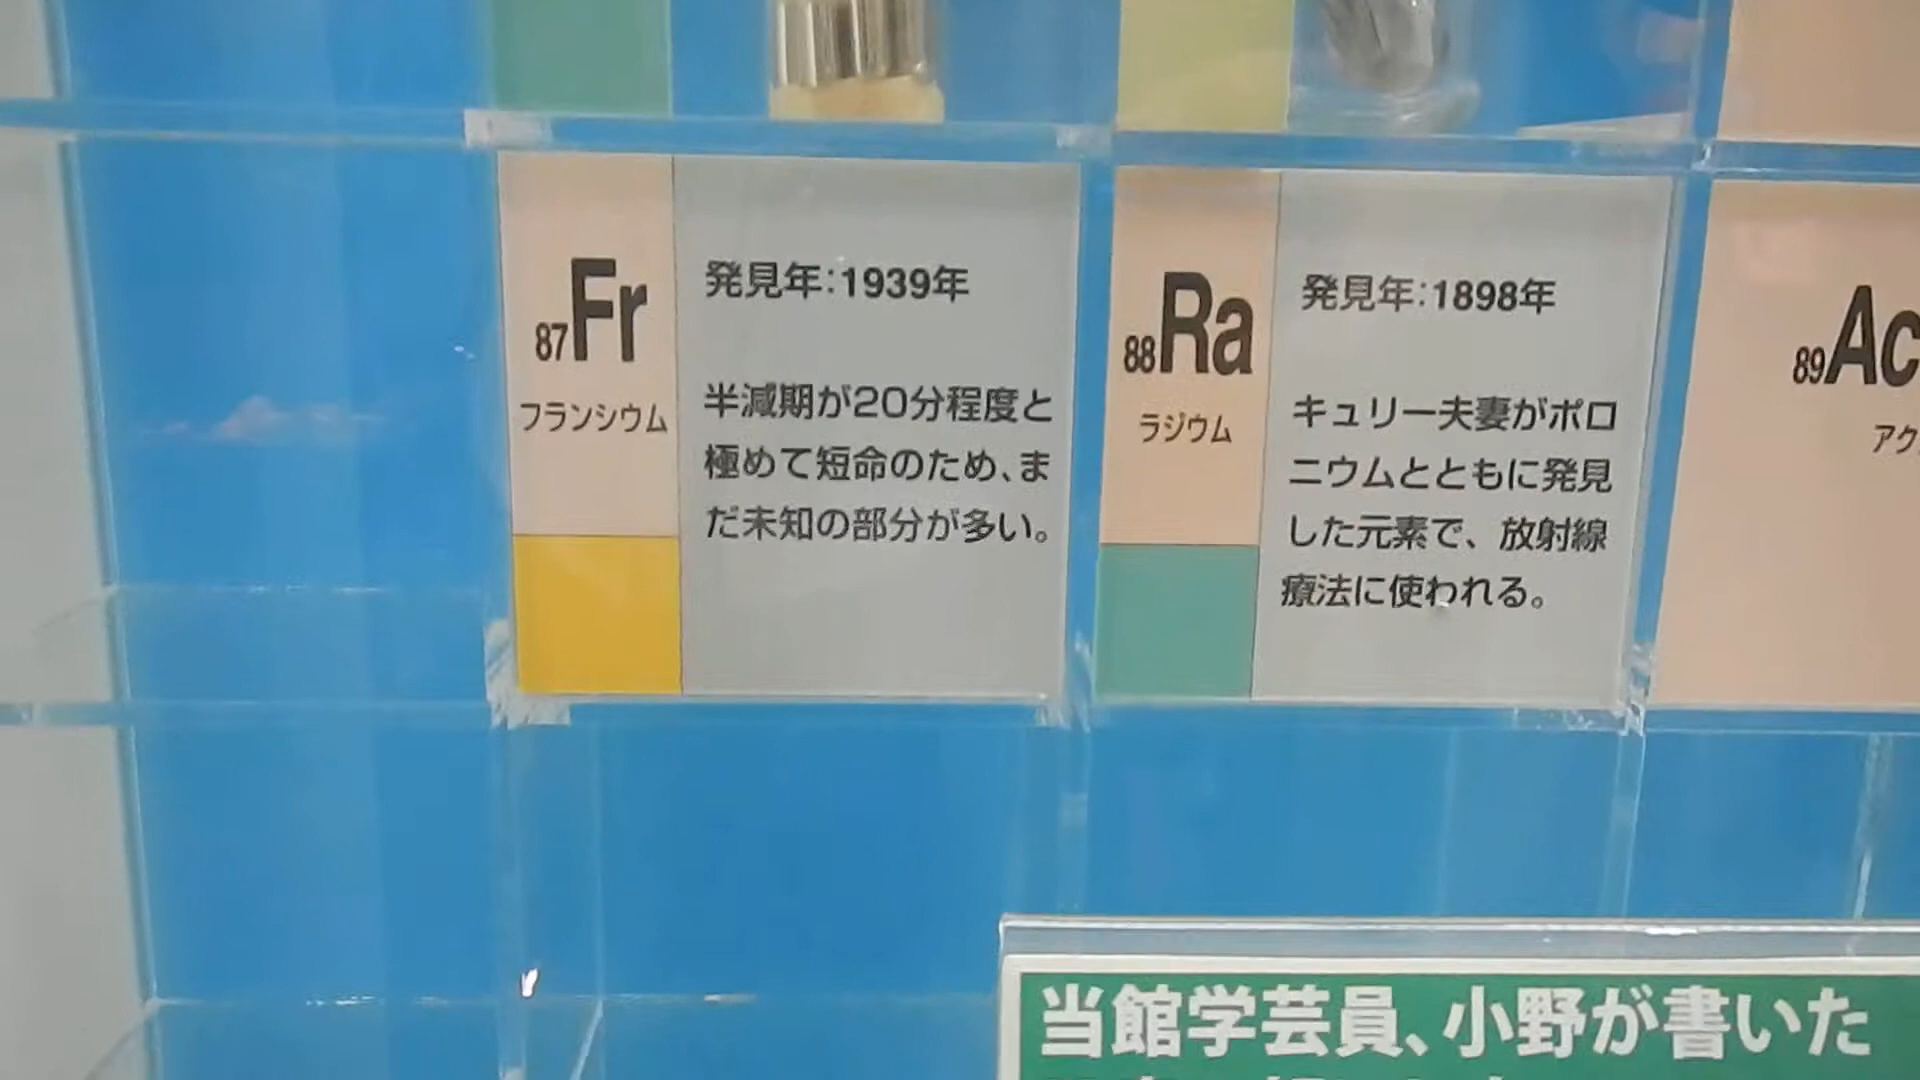 87Fr
フランシウム
発見年:1939年
半減期が20分程度と
極めて短命のため、ま
だ未知の部分が多い。
88Ra
ラジウム
発見年:1898年
キュリー夫妻がポロ
ニウムとともに発見
した元素で、放射線
療法に使われる。
89Ac
アク
当館学芸員、小野が書いた